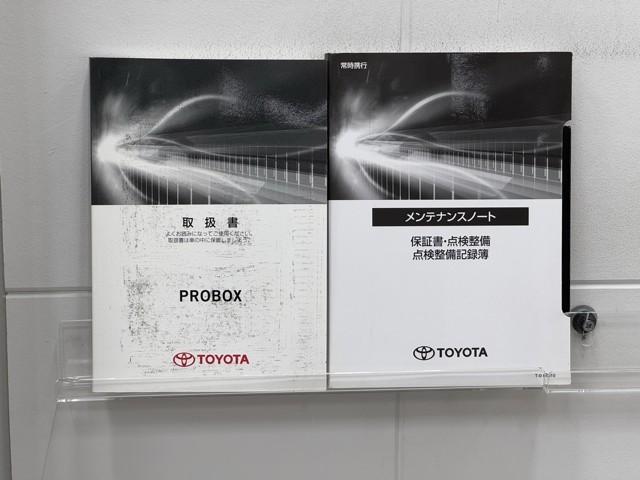 取扱書
よくお読みになってご使用ください。
取扱書は車の中に保管しましょう。
PROBOX
TOYOTA
常時携行
メンテナンスノート
保証書・点検整備
点検整備記録簿
TOYOTA